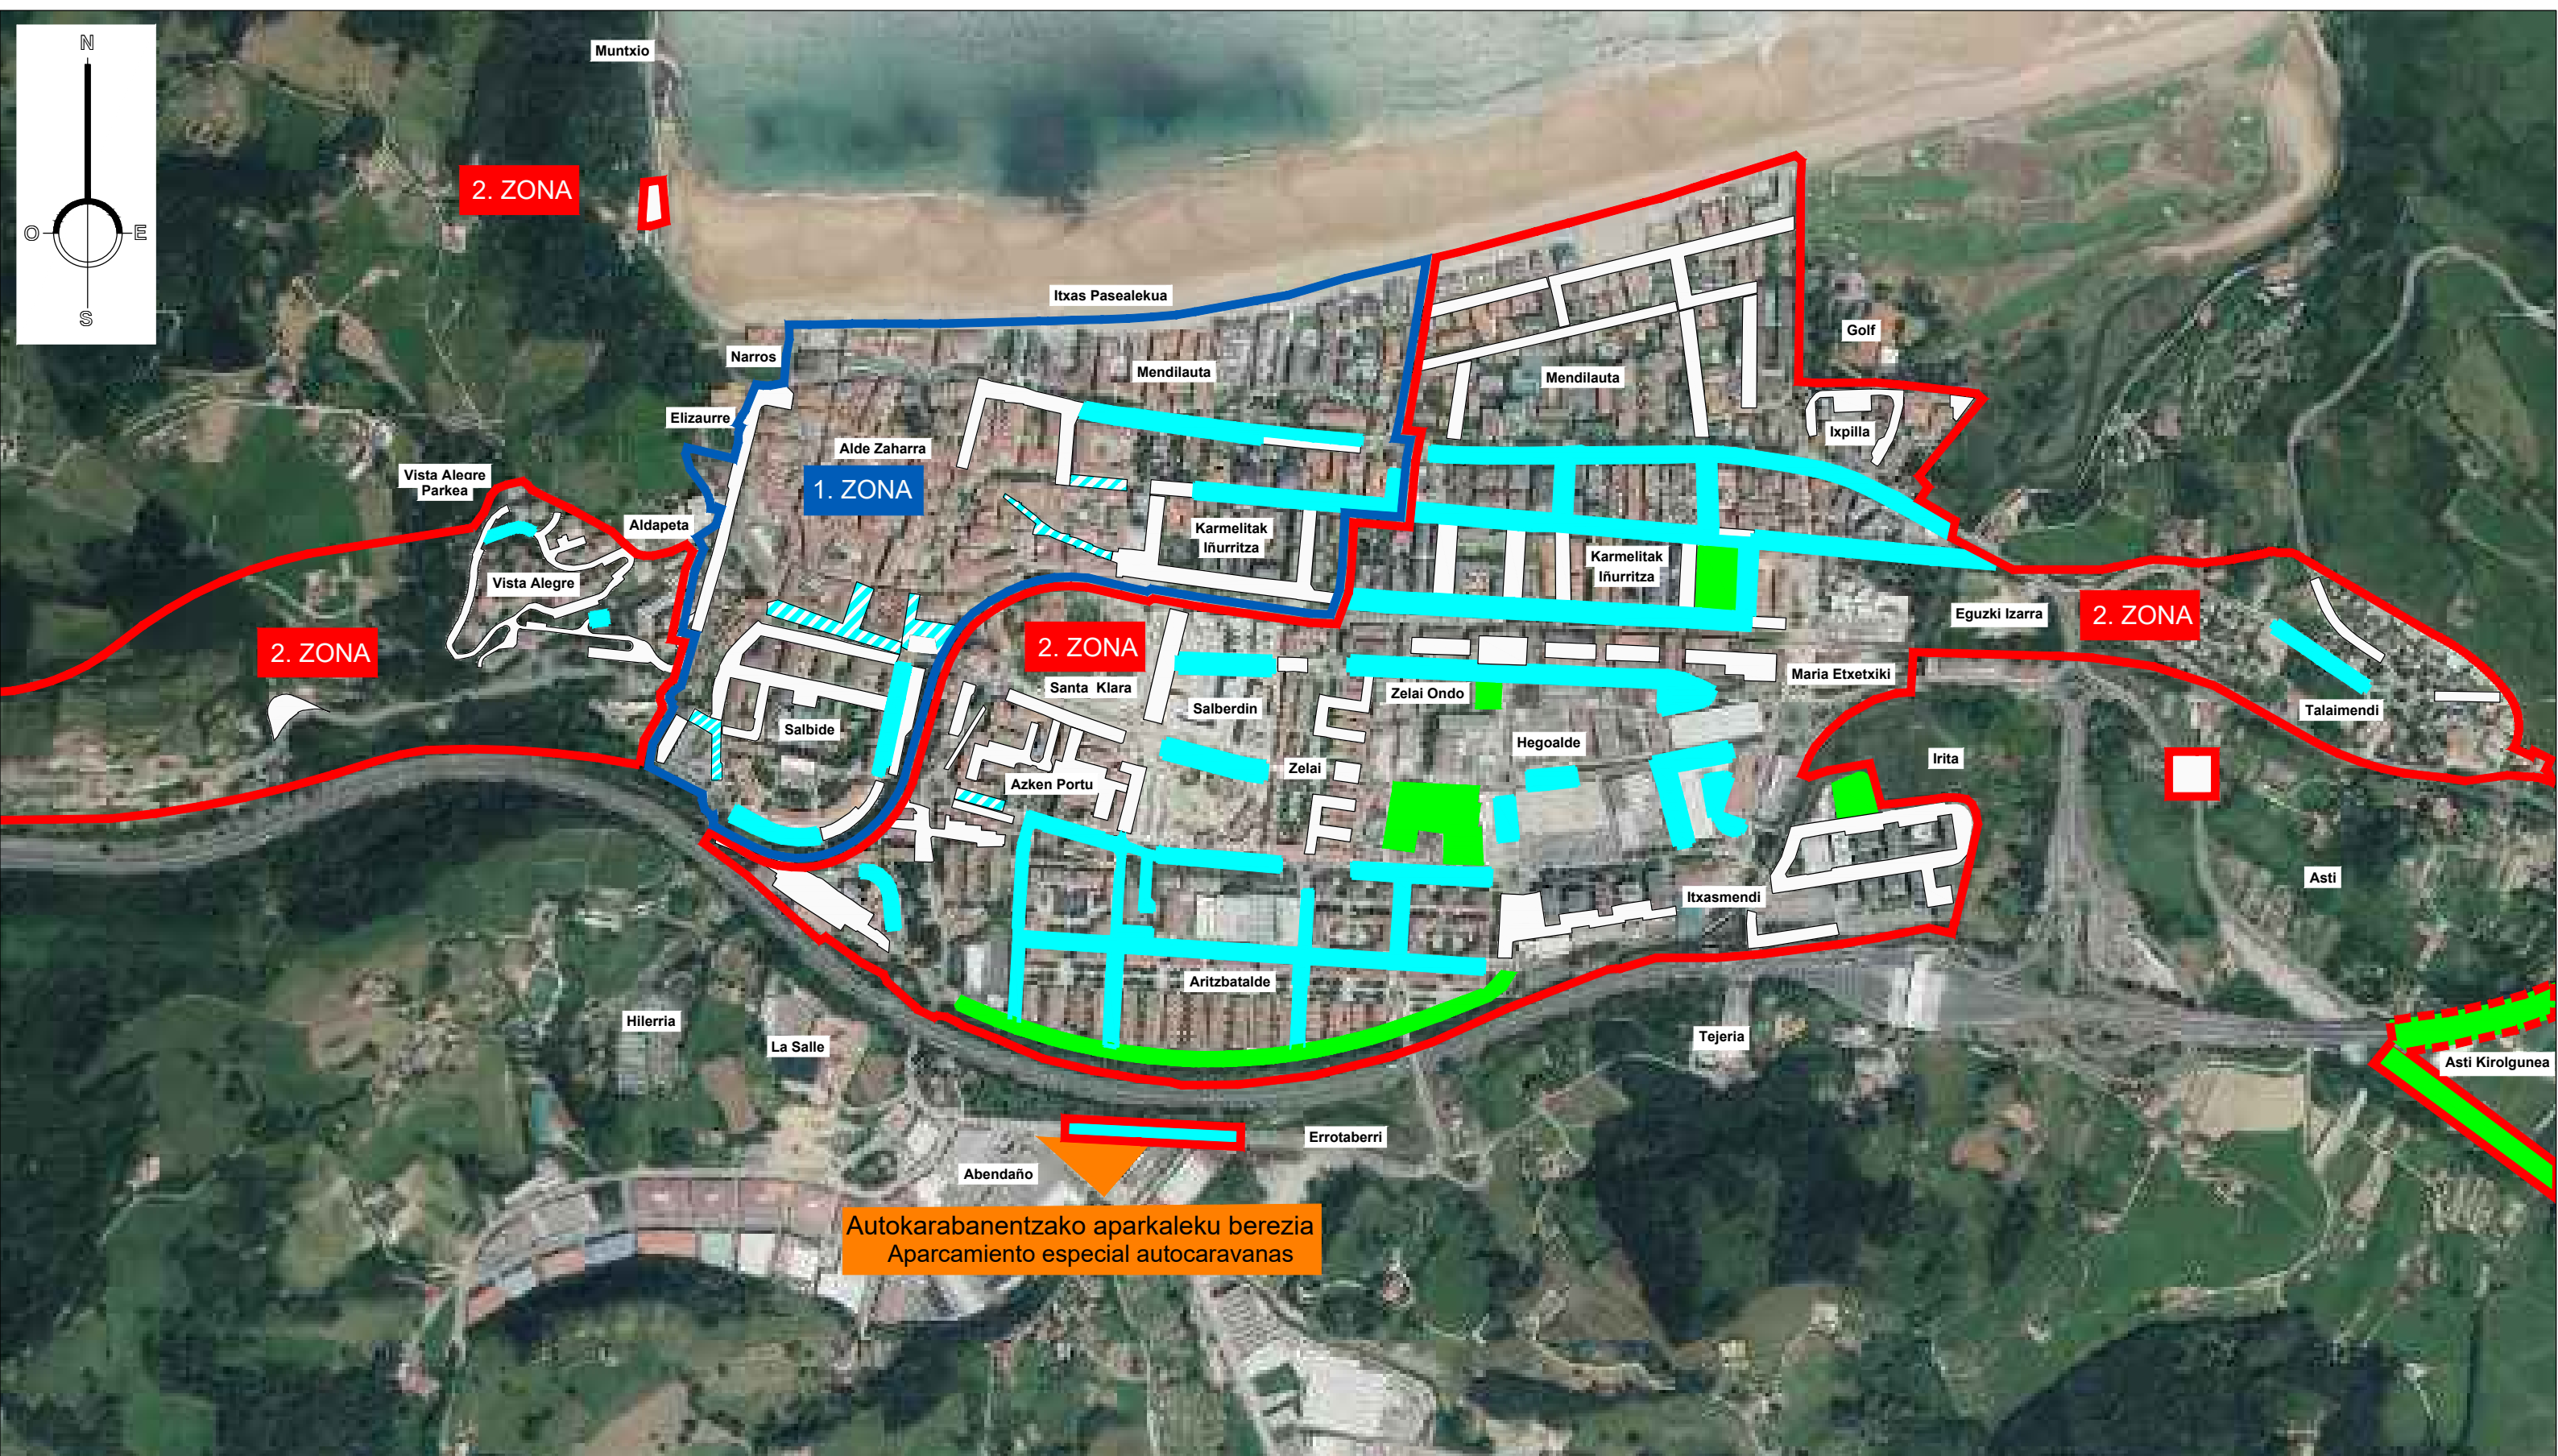 N
O
E
S
Muntxio
2. ZONA
Itxas Pasealekua
Narros
Mendilauta
Golf
Mendilauta
Elizaurre
Alde Zaharra
Ixpilla
Vista Alegre
Parkea
1. ZONA
Aldapeta
Karmelitak
Iñurritza
Karmelitak
Iñurritza
Vista Alegre
Eguzki Izarra
2. ZONA
2. ZONA
2. ZONA
Santa Klara
Maria Etxetxiki
Zelai Ondo
Salberdin
Talaimendi
Salbide
Hegoalde
Irita
Zelai
Azken Portu
Asti
Itxasmendi
Aritzbatalde
Hilerria
La Salle
Tejeria
Asti Kirolgunea
Errotaberri
Abendaño
Autokarabanentzako aparkaleku berezia
Aparcamiento especial autocaravanas